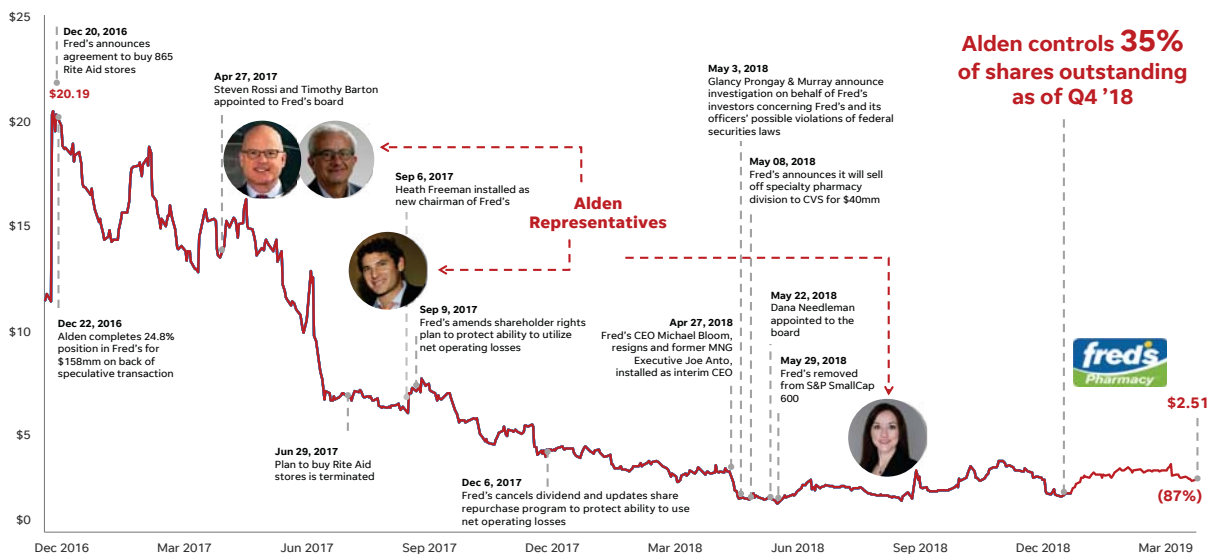 $25
$20
$15
$10
$5
$0
Dec 20, 2016
Fred's announces
agreement to buy 865
Rite Aid stores
$20.19
Dec 22, 2016
Alden completes 24.8%
position in Fred's for
$158mm on back of
speculative transaction
Apr 27, 2017
Steven Rossi and Timothy Barton
appointed to Fred's board
Jun 29, 2017
Plan to buy Rite Aid
stores is terminated
Sep 6, 2017
Heath Freeman installed as
new chairman of Fred's
Sep 9, 2017
Fred's amends shareholder rights
plan to protect ability to utilize
net operating losses
Alden
Representatives
Dec 6, 2017
Fred's cancels dividend and updates share
repurchase program to protect ability to use
net operating losses
Apr 27, 2018
Fred's CEO Michael Bloom,
resigns and former MNG
Executive Joe Anto,
installed as interim CEO
May 3, 2018
Glancy Prongay & Murray announce
investigation on behalf of Fred's
investors concerning Fred's and its
officers' possible violations of federal
securities laws
May 08, 2018
Fred's announces it will sell
off specialty pharmacy
division to CVS for $40mm
May 22, 2018
Dana Needleman
appointed to the
board
May 29, 2018
Fred's removed
from S&P SmallCap
600
Alden controls 35%
of shares outstanding
as of Q4 '18
fred's
Pharmacy
$2.51
(87%)
Dec 2016
Mar 2017
Jun 2017
Sep 2017
Dec 2017
Mar 2018
Jun 2018
Sep 2018
Dec 2018
Mar 2019